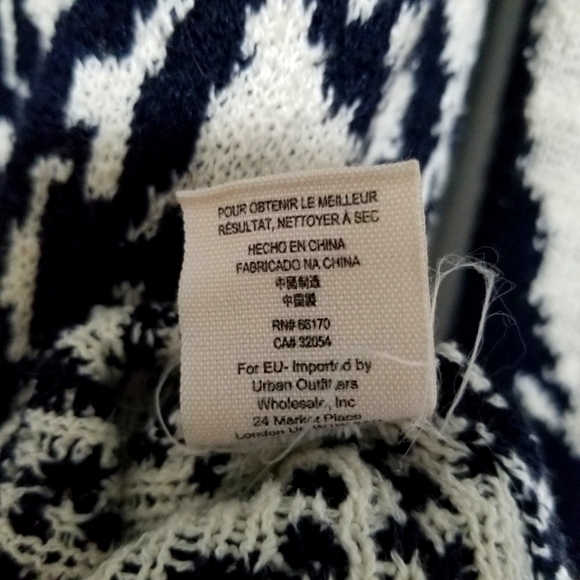 POUR OBTENIR LE MEILLEUR
RÉSULTAT, NETTOYER À SEC
HECHO EN CHINA
FABRICADO NA CHINA
中國制造
中國製
RN# 66170
CA# 32054
For EU- Imported by
Urban Outfitters
Wholesale, Inc
24 Market Place
London